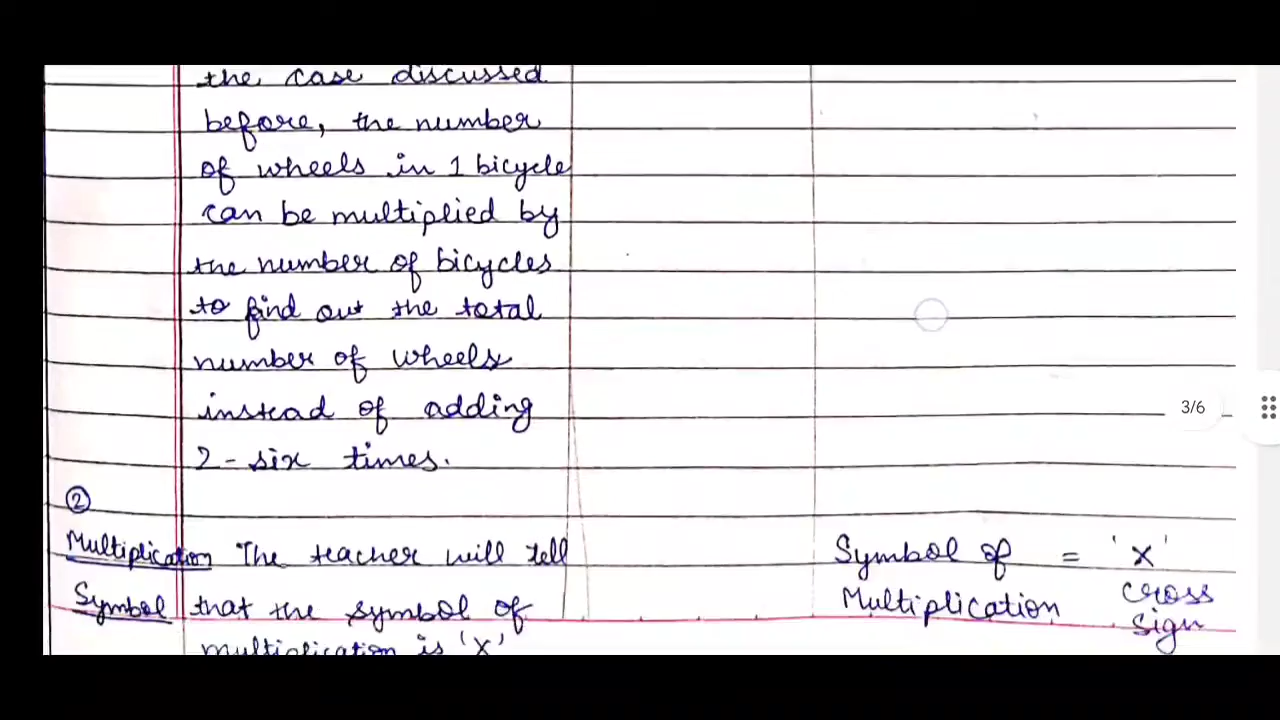 the case discussed
before, the number
of wheels in 1 bicycle
can be multiplied by
the number of bicycles
to find out the total
number of wheels
instead of adding
3/6
2 - six times.
②
Multiplication The teacher will tell
Symbol of = 'X'
Symbol that the symbol of
Multiplication cross
sign
multiplication is 'X'